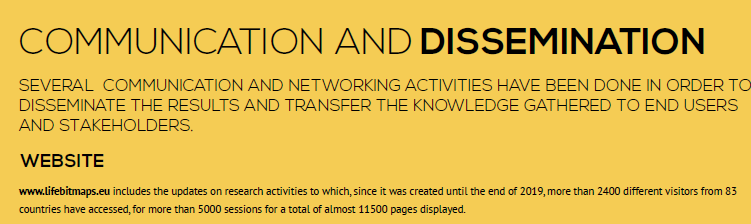 COMMUNICATION AND DISSEMINATION
SEVERAL COMMUNICATION AND NETWORKING ACTIVITIES HAVE BEEN DONE IN ORDER TO
DISSEMINATE THE RESULTS AND TRANSFER THE KNOWLEDGE GATHERED TO END USERS
AND STAKEHOLDERS.
WEBSITE
www.lifebitmaps.eu includes the updates on research activities to which, since it was created until the end of 2019, more than 2400 different visitors from 83
countries have accessed, for more than 5000 sessions for a total of almost 11500 pages displayed.